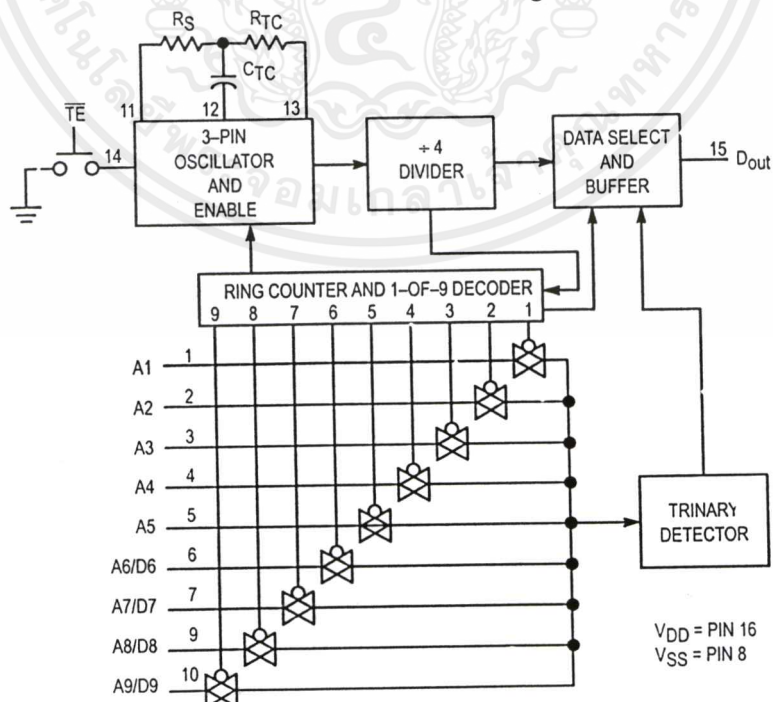 RS RTC
CTC
11 12 13
TE
14
3–PIN
OSCILLATOR
AND
ENABLE
÷ 4
DIVIDER
DATA SELECT
AND
BUFFER
15 Dout
RING COUNTER AND 1–OF–9 DECODER
9 8 7 6 5 4 3 2 1
A1 1
A2 2
A3 3
A4 4
A5 5
A6/D6 6
A7/D7 7
A8/D8 9
A9/D9 10
TRINARY
DETECTOR
VDD = PIN 16
VSS = PIN 8